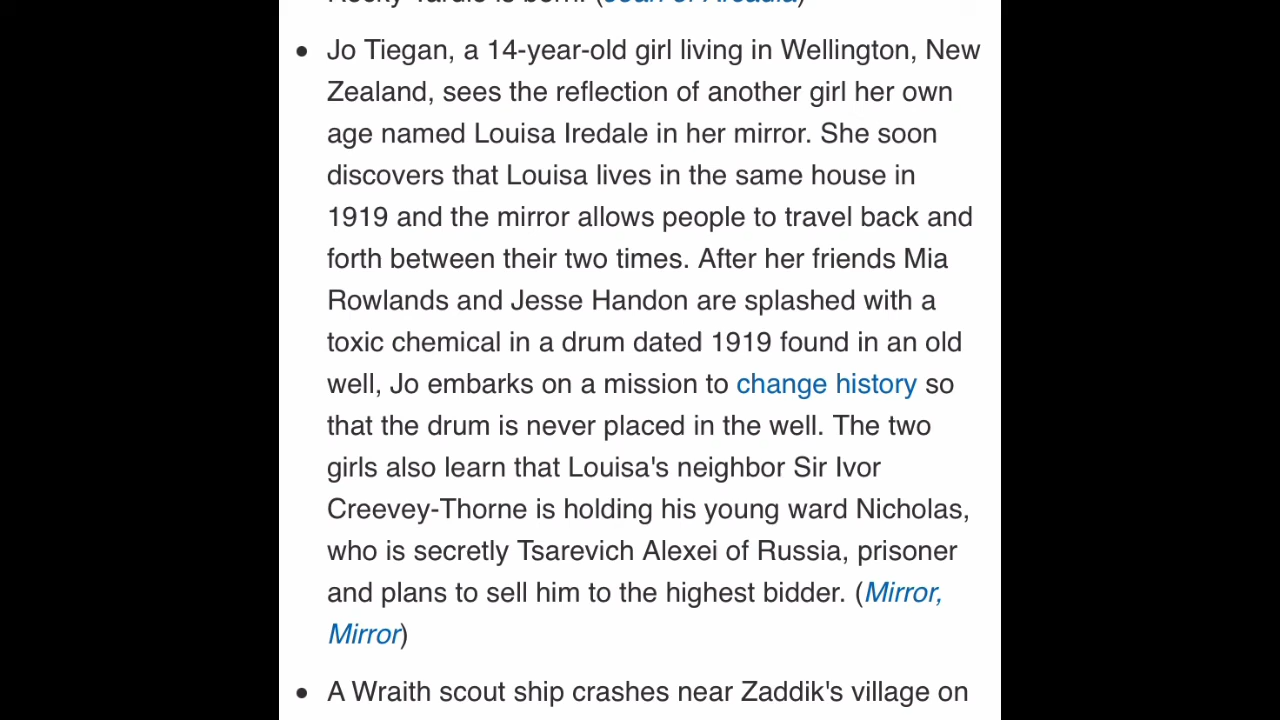 Rocky Tardio is born. (Joan of Arcadia)
• Jo Tiegan, a 14-year-old girl living in Wellington, New
Zealand, sees the reflection of another girl her own
age named Louisa Iredale in her mirror. She soon
discovers that Louisa lives in the same house in
1919 and the mirror allows people to travel back and
forth between their two times. After her friends Mia
Rowlands and Jesse Handon are splashed with a
toxic chemical in a drum dated 1919 found in an old
well, Jo embarks on a mission to change history so
that the drum is never placed in the well. The two
girls also learn that Louisa's neighbor Sir Ivor
Creevey-Thorne is holding his young ward Nicholas,
who is secretly Tsarevich Alexei of Russia, prisoner
and plans to sell him to the highest bidder. (Mirror,
Mirror)
• A Wraith scout ship crashes near Zaddik's village on